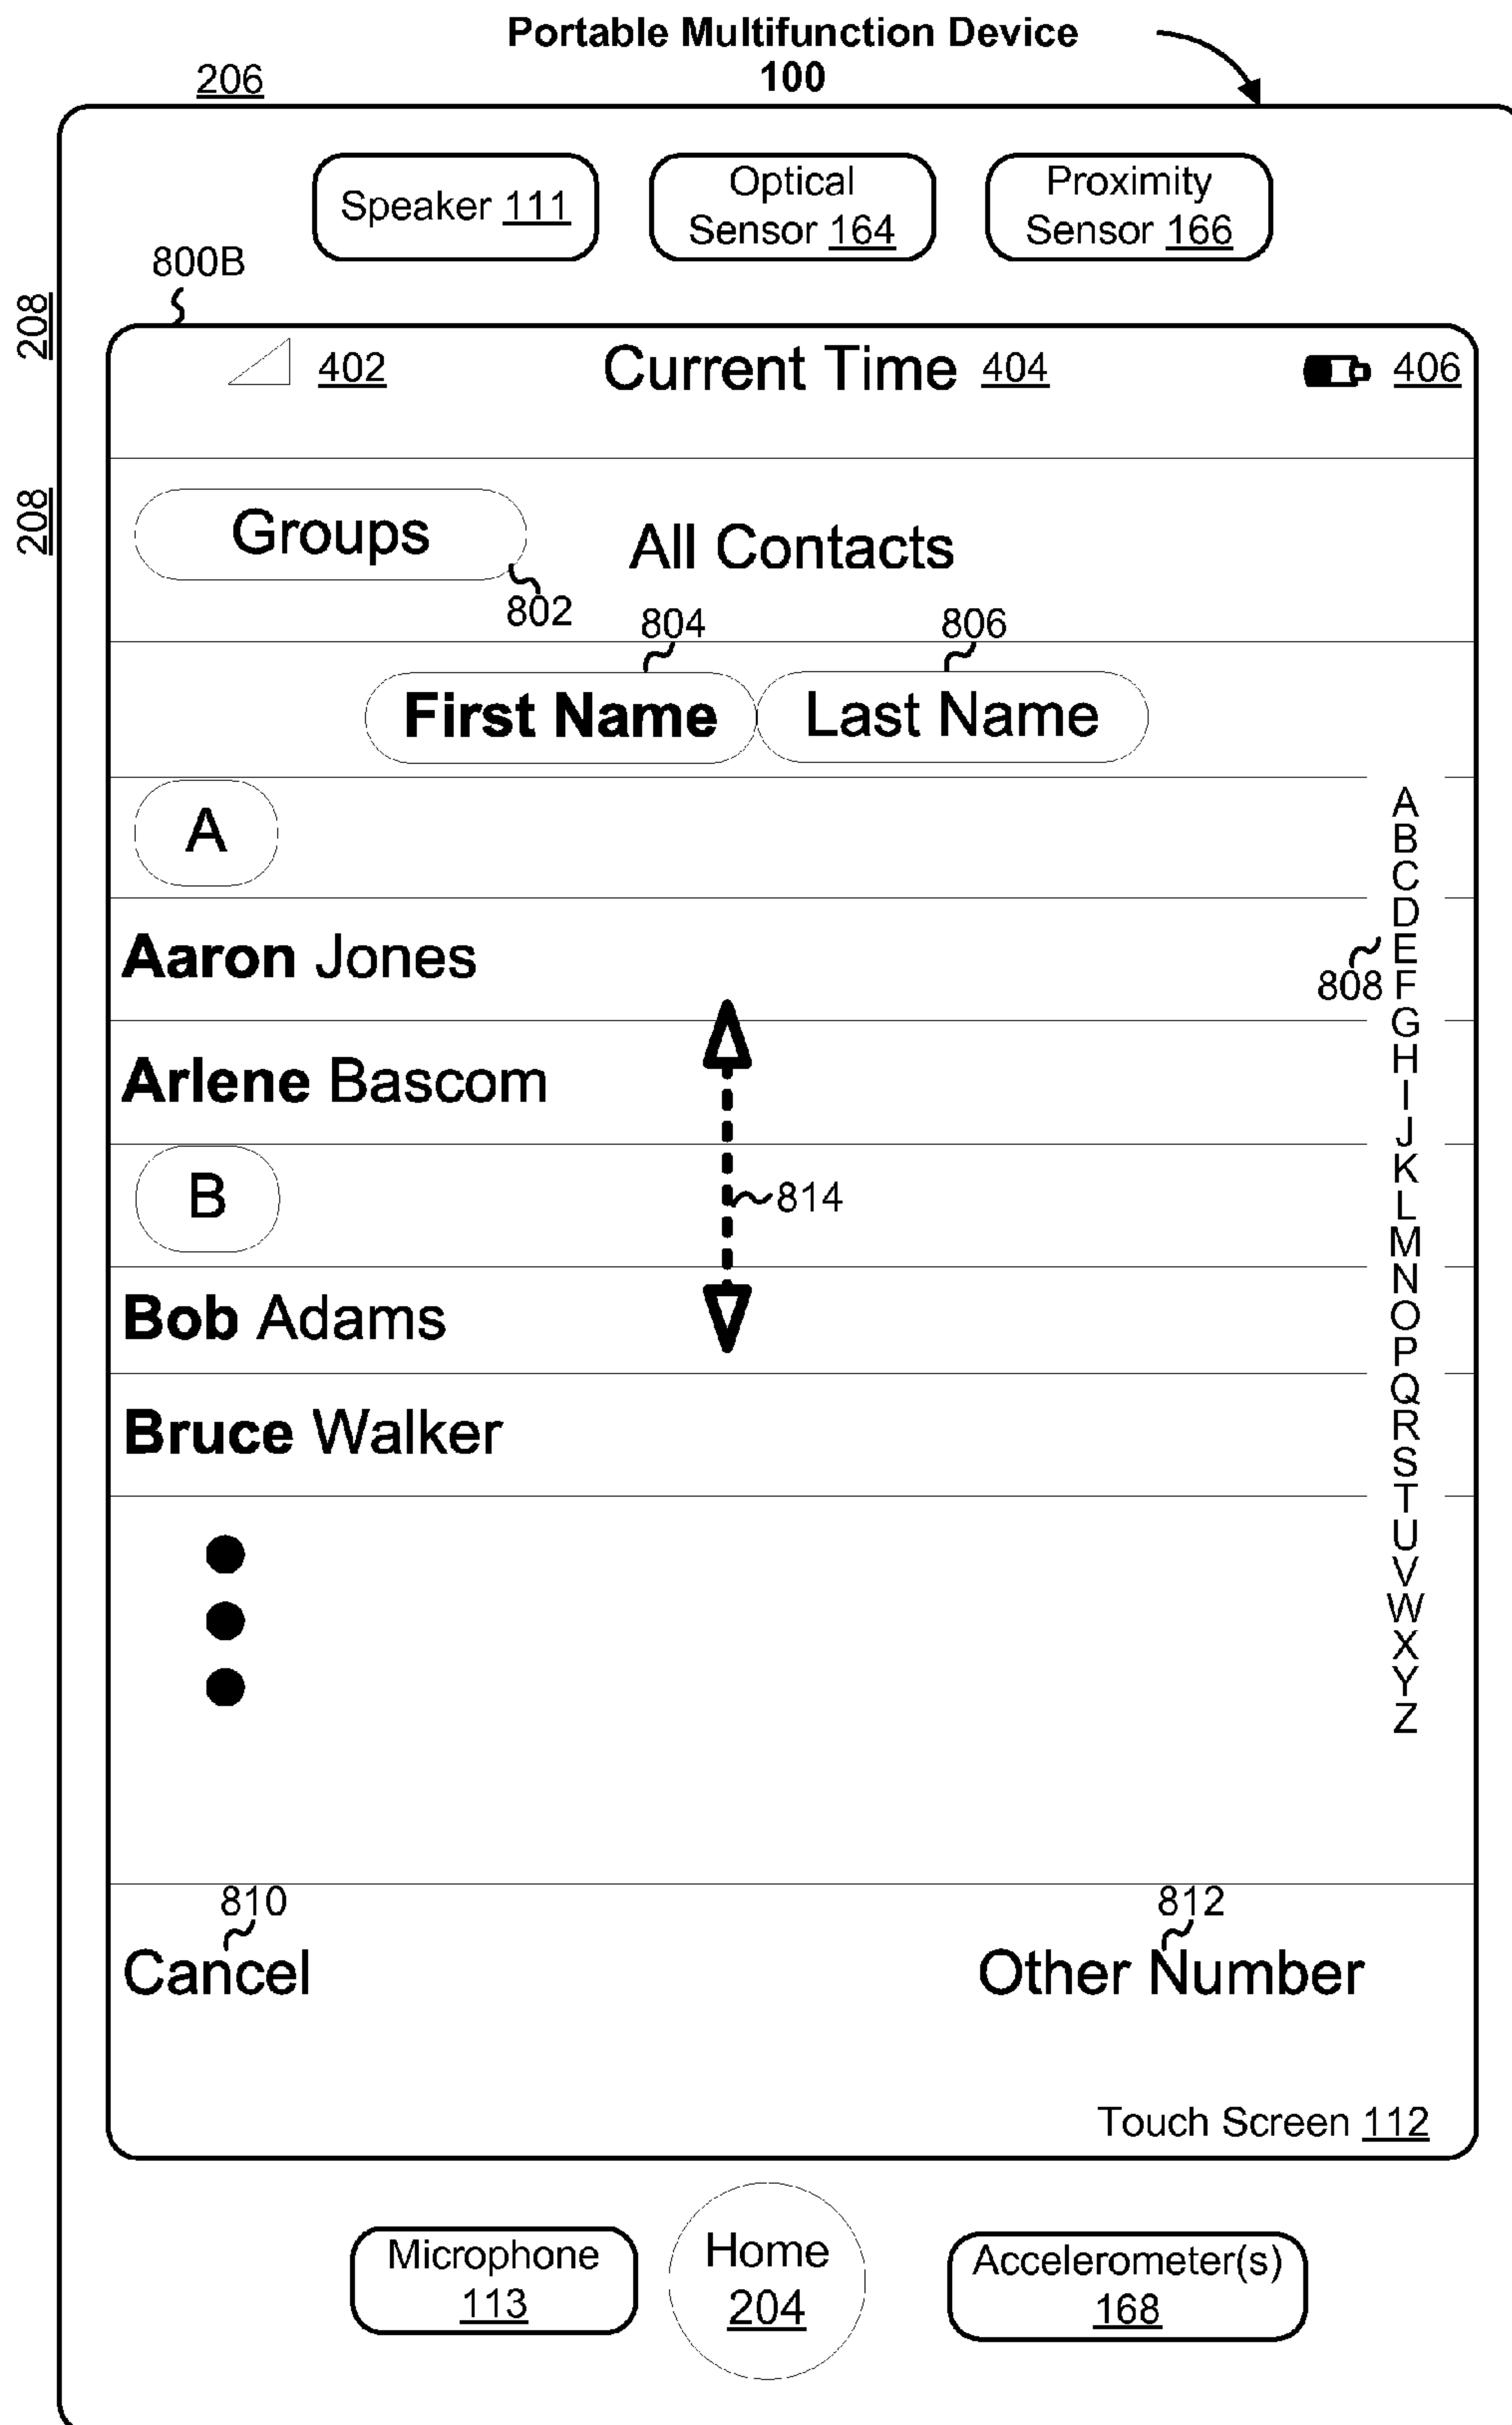 Portable Multifunction Device
100
206
Speaker 111
Optical
Sensor 164
Proximity
Sensor 166
800B
208
402
Current Time 404
406
208
Groups
All Contacts
802
804
806
First Name
Last Name
A
A
B
C
D
Aaron Jones
E
808
F
G
Arlene Bascom
H
I
J
B
K
814
L
M
N
Bob Adams
O
P
Q
Bruce Walker
R
S
T
U
V
W
X
Y
Z
810
812
Cancel
Other Number
Touch Screen 112
Microphone
113
Home
204
Accelerometer(s)
168